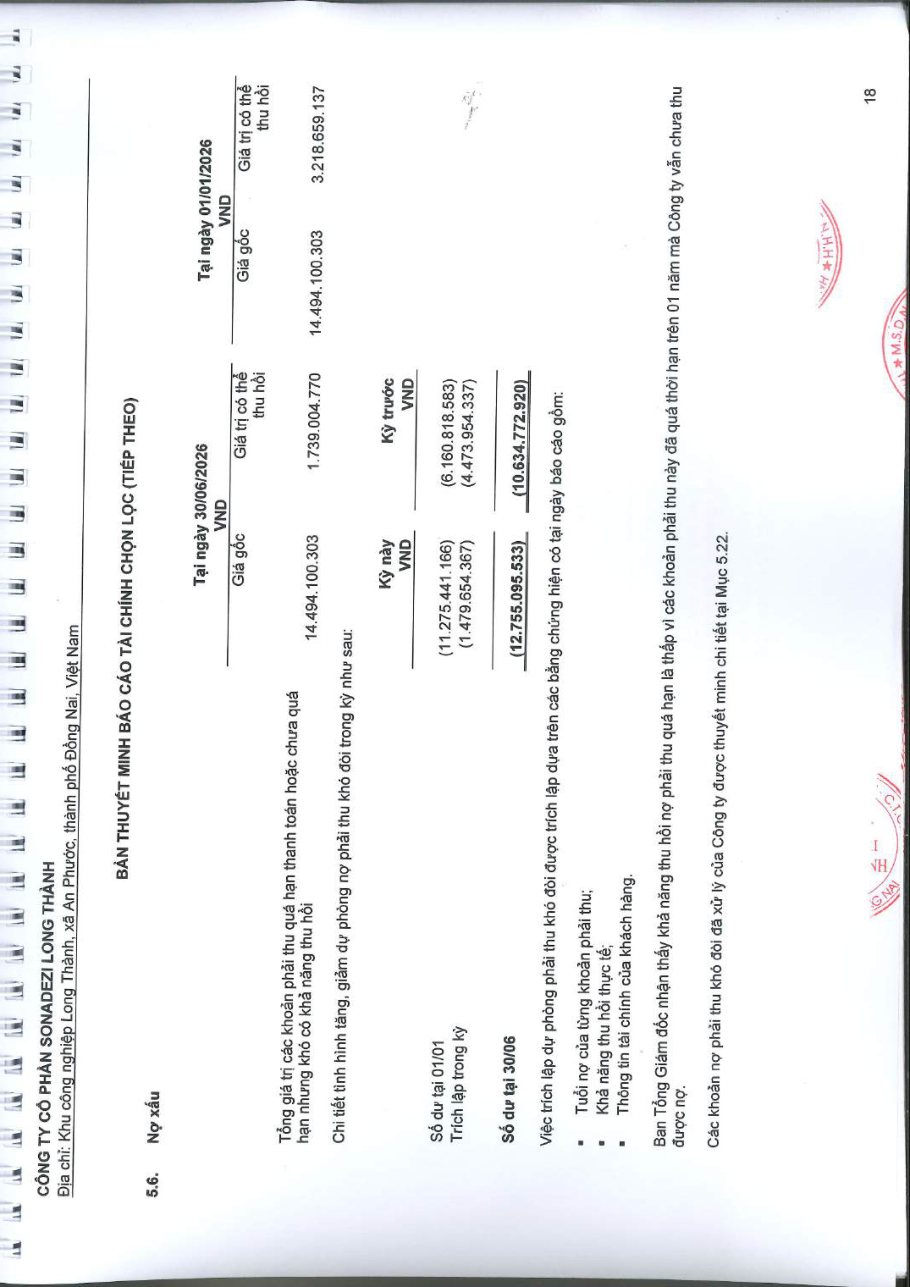 CÔNG TY CỔ PHẦN SONADEZI LONG THÀNH
Địa chỉ: Khu công nghiệp Long Thành, xã An Phước, thành phố Đồng Nai, Việt Nam
BẢN THUYẾT MINH BÁO CÁO TÀI CHÍNH CHỌN LỌC (TIẾP THEO)
5.6. Nợ xấu
Tại ngày 30/06/2026 Tại ngày 01/01/2026
VND VND
Giá gốc Giá trị có thể thu hồi Giá gốc Giá trị có thể thu hồi
Tổng giá trị các khoản phải thu quá hạn thanh toán hoặc chưa quá
hạn nhưng khó có khả năng thu hồi 14.494.100.303 1.739.004.770 14.494.100.303 3.218.659.137
Chi tiết tình hình tăng, giảm dự phòng nợ phải thu khó đòi trong kỳ như sau:
Kỳ này Kỳ trước
VND VND
Số dư tại 01/01 (11.275.441.166) (6.160.818.583)
Trích lập trong kỳ (1.479.654.367) (4.473.954.337)
Số dư tại 30/06 (12.755.095.533) (10.634.772.920)
Việc trích lập dự phòng phải thu khó đòi được trích lập dựa trên các bằng chứng hiện có tại ngày báo cáo gồm:
▪ Tuổi nợ của từng khoản phải thu;
▪ Khả năng thu hồi thực tế;
▪ Thông tin tài chính của khách hàng.
Ban Tổng Giám đốc nhận thấy khả năng thu hồi nợ phải thu quá hạn là thấp vì các khoản phải thu này đã quá thời hạn trên 01 năm mà Công ty vẫn chưa thu
được nợ.
Các khoản nợ phải thu khó đòi đã xử lý của Công ty được thuyết minh chi tiết tại Mục 5.22.
18
★ M.S.D.N